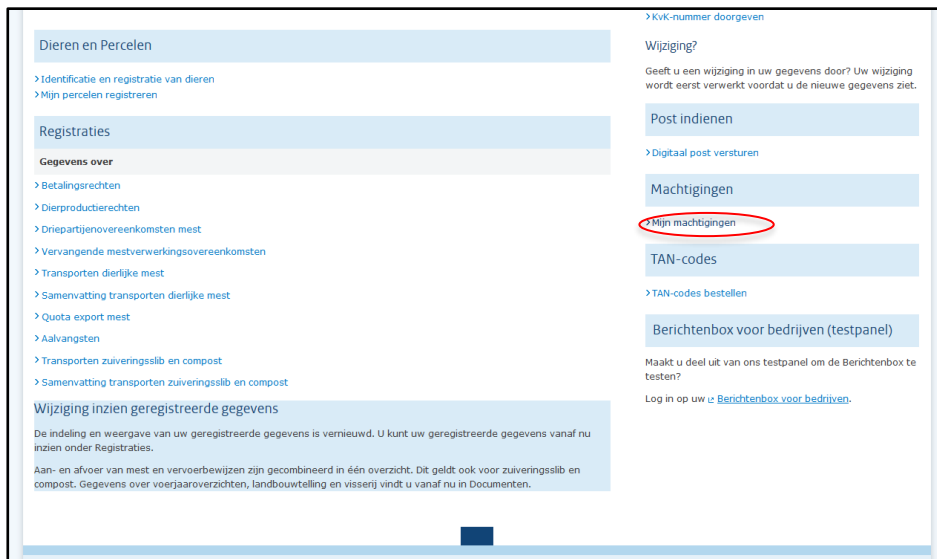 Dieren en Percelen
Identificatie en registratie van dieren
Mijn percelen registreren
Registraties
Gegevens over
Betalingsrechten
Dierproductierechten
Driepartijenovereenkomsten mest
Vervangende mestverwerkingsovereenkomsten
Transporten dierlijke mest
Samenvatting transporten dierlijke mest
Quota export mest
Aalvangsten
Transporten zuiveringsslib en compost
Samenvatting transporten zuiveringsslib en compost
Wijziging inzien geregistreerde gegevens
De indeling en weergave van uw geregistreerde gegevens is vernieuwd. U kunt uw geregistreerde gegevens vanaf nu
inzien onder Registraties.
Aan- en afvoer van mest en vervoerbewijzen zijn gecombineerd in één overzicht. Dit geldt ook voor zuiveringsslib en
compost. Gegevens over voerjaaroverzichten, landbouwtelling en visserij vindt u vanaf nu in Documenten.
KvK-nummer doorgeven
Wijziging?
Geeft u een wijziging in uw gegevens door? Uw wijziging
wordt eerst verwerkt voordat u de nieuwe gegevens ziet.
Post indienen
Digitaal post versturen
Machtigingen
Mijn machtigingen
TAN-codes
TAN-codes bestellen
Berichtenbox voor bedrijven (testpanel)
Maakt u deel uit van ons testpanel om de Berichtenbox te
testen?
Log in op uw Berichtenbox voor bedrijven.